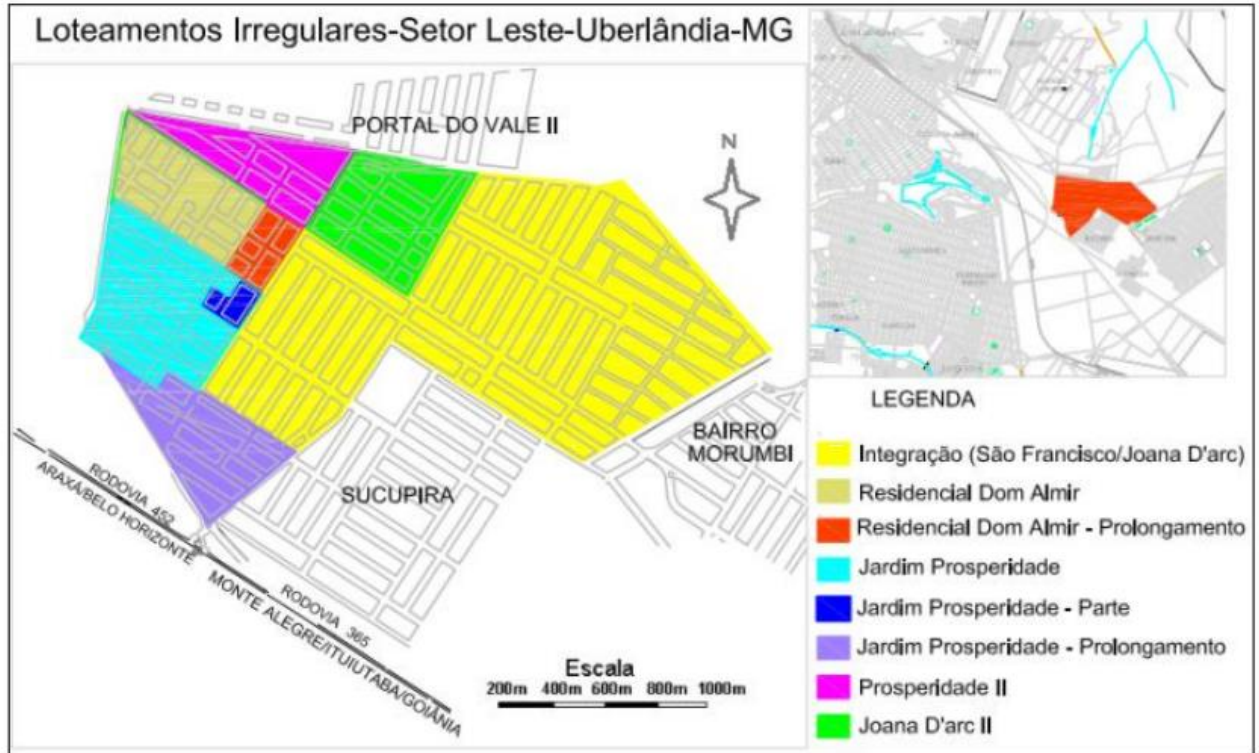 Loteamentos Irregulares-Setor Leste-Uberlândia-MG
PORTAL DO VALE II
N
BAIRRO
MORUMBI
SUCUPIRA
RODOVIA 452
ARAXÁ/BELO HORIZONTE
MONTE ALEGRE/ITUIUTABA/GOIÂNIA
RODOVIA 365
Escala
200m 400m 600m 800m 1000m
LEGENDA
Integração (São Francisco/Joana D'arc)
Residencial Dom Almir
Residencial Dom Almir - Prolongamento
Jardim Prosperidade
Jardim Prosperidade - Parte
Jardim Prosperidade - Prolongamento
Prosperidade II
Joana D'arc II